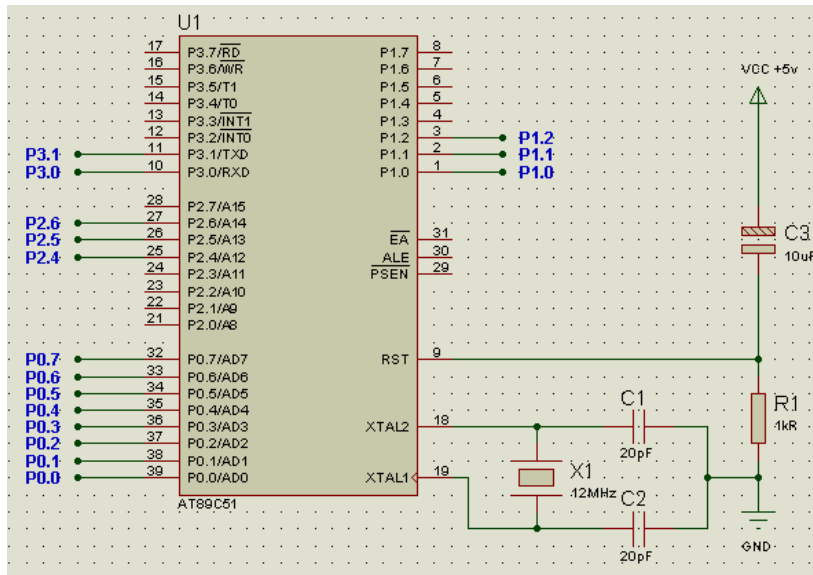 U1
17 P3.7/RD P1.7 8
16 P3.6/WR P1.6 7
15 P3.5/T1 P1.5 6
14 P3.4/T0 P1.4 5
13 P3.3/INT1 P1.3 4
12 P3.2/INT0 P1.2 3 P1.2
P3.1 11 P3.1/TXD P1.1 2 P1.1
P3.0 10 P3.0/RXD P1.0 1 P1.0
28 P2.7/A15
P2.6 27 P2.6/A14
P2.5 26 P2.5/A13 EA 31
P2.4 25 P2.4/A12 ALE 30
24 P2.3/A11 PSEN 29
23 P2.2/A10
22 P2.1/A9
21 P2.0/A8
P0.7 32 P0.7/AD7 RST 9
P0.6 33 P0.6/AD6
P0.5 34 P0.5/AD5
P0.4 35 P0.4/AD4
P0.3 36 P0.3/AD3 XTAL2 18
P0.2 37 P0.2/AD2
P0.1 38 P0.1/AD1
P0.0 39 P0.0/AD0 XTAL1 19
AT89C51
VCC +5v
C3
10uF
R1
1kR
C1
20pF
X1
12MHz
C2
20pF
GND